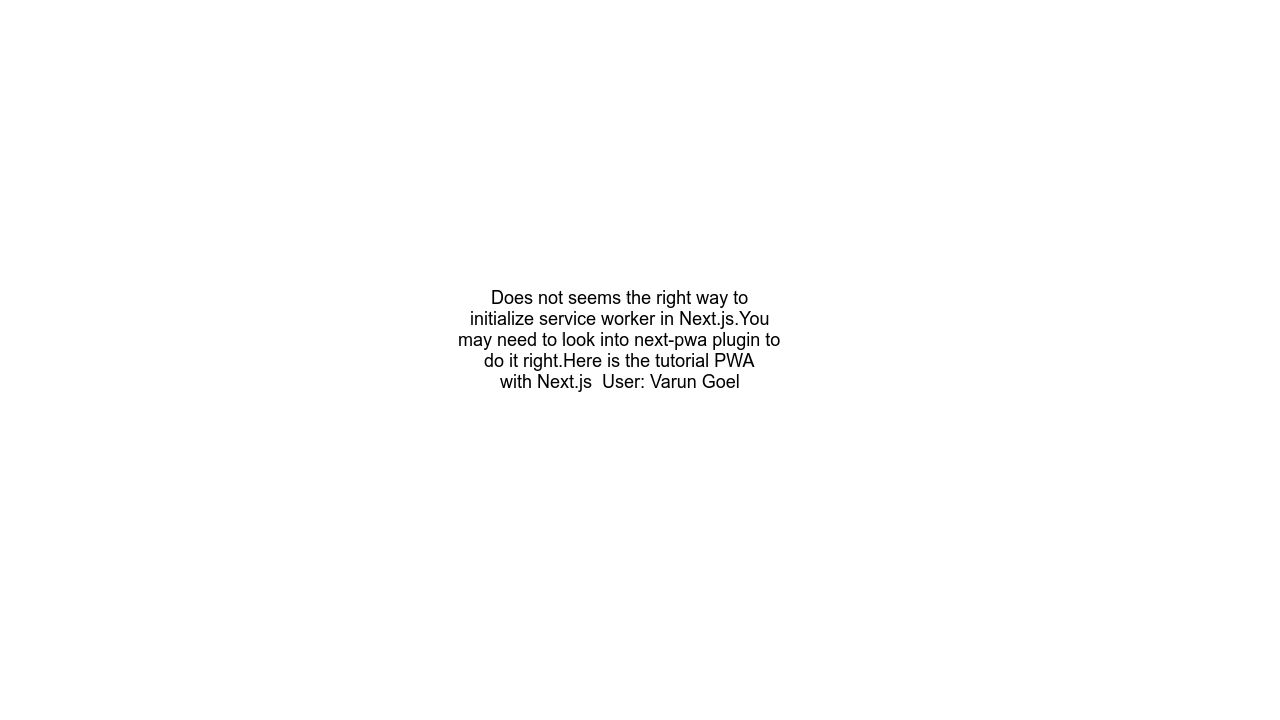 Does not seems the right way to
initialize service worker in Next.js.You
may need to look into next-pwa plugin to
do it right.Here is the tutorial PWA
with Next.js  User: Varun Goel